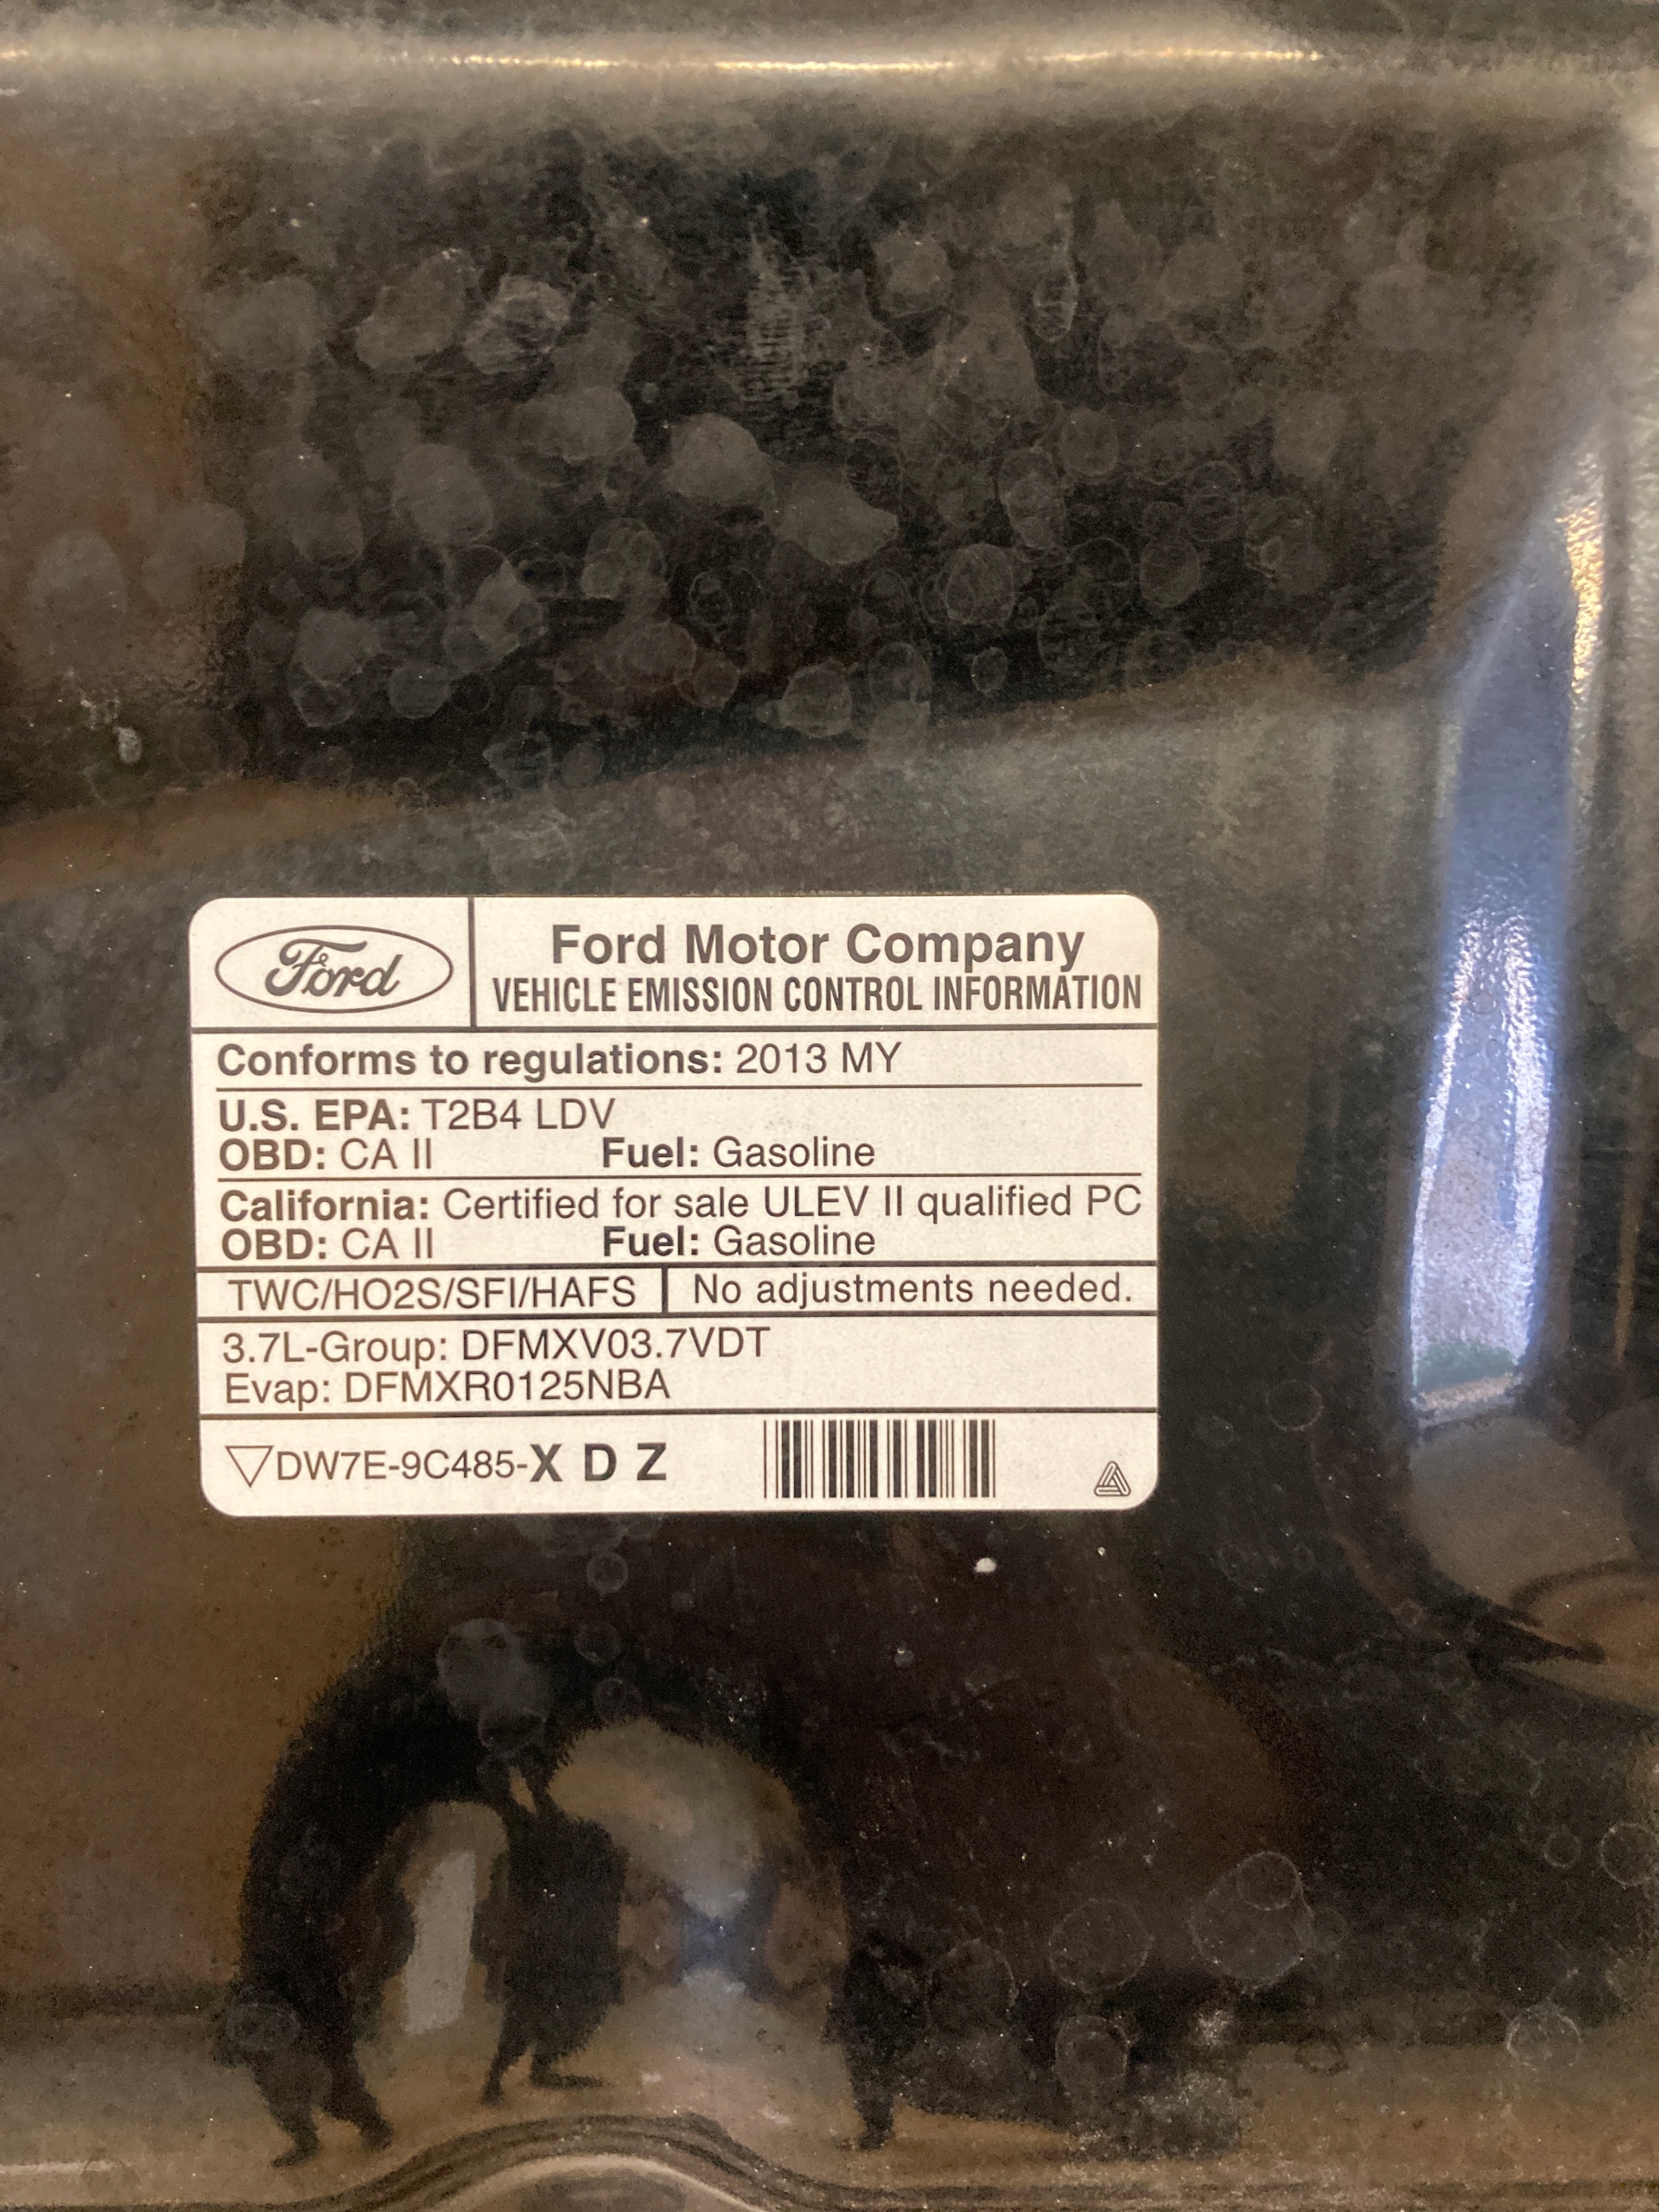 Ford
Ford Motor Company
VEHICLE EMISSION CONTROL INFORMATION
Conforms to regulations: 2013 MY
U.S. EPA: T2B4 LDV
OBD: CA II Fuel: Gasoline
California: Certified for sale ULEV II qualified PC
OBD: CA II Fuel: Gasoline
TWC/HO2S/SFI/HAFS No adjustments needed.
3.7L-Group: DFMXV03.7VDT
Evap: DFMXR0125NBA
DW7E-9C485-X D Z